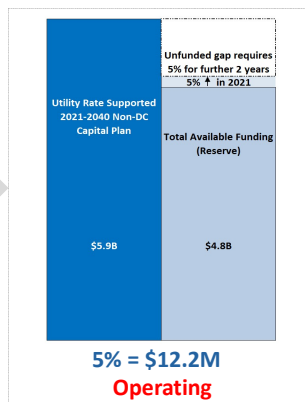 Unfunded gap requires
5% for further 2 years
5% ↑ in 2021
Utility Rate Supported
2021-2040 Non-DC
Capital Plan
Total Available Funding
(Reserve)
$5.9B
$4.8B
5% = $12.2M
Operating